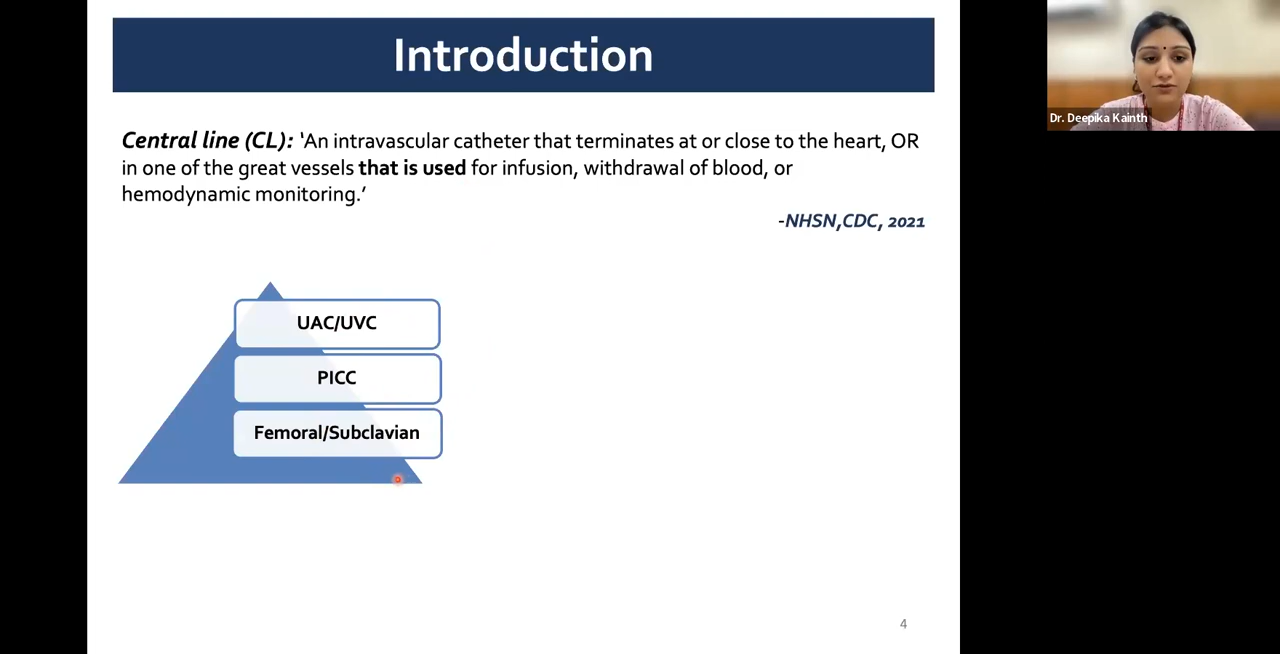 Introduction
Central line (CL): ‘An intravascular catheter that terminates at or close to the heart, OR
in one of the great vessels that is used for infusion, withdrawal of blood, or
hemodynamic monitoring.’
-NHSN,CDC, 2021
UAC/UVC
PICC
Femoral/Subclavian
4
Dr. Deepika Kainth